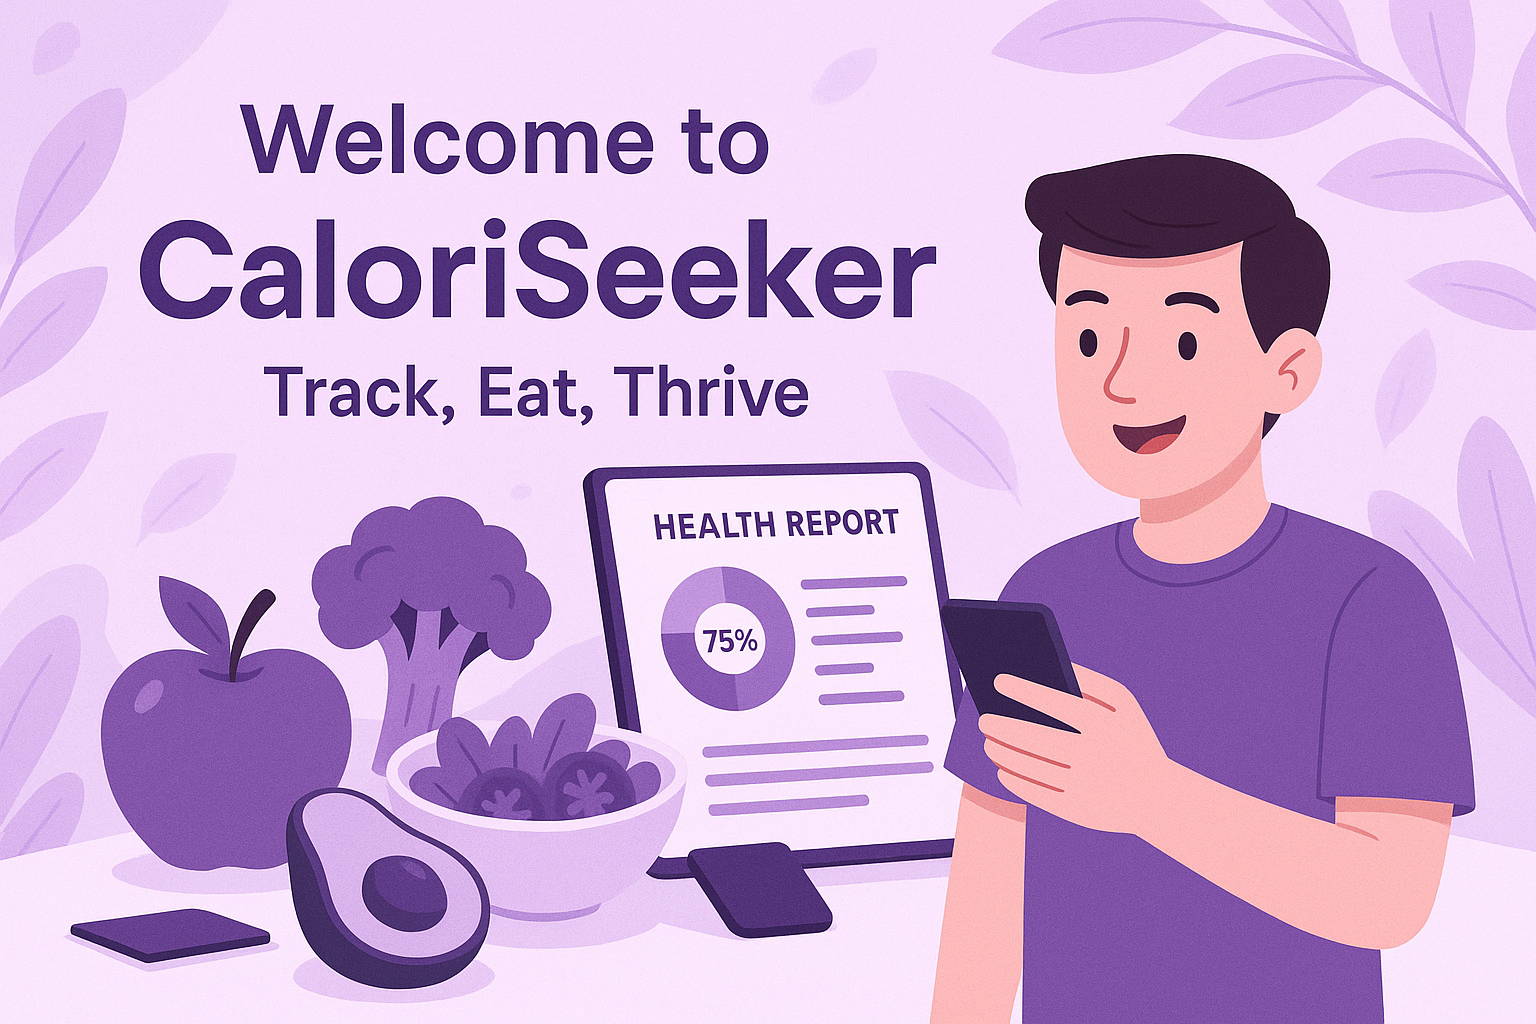 Welcome to
CaloriSeeker
Track, Eat, Thrive
HEALTH REPORT
75%